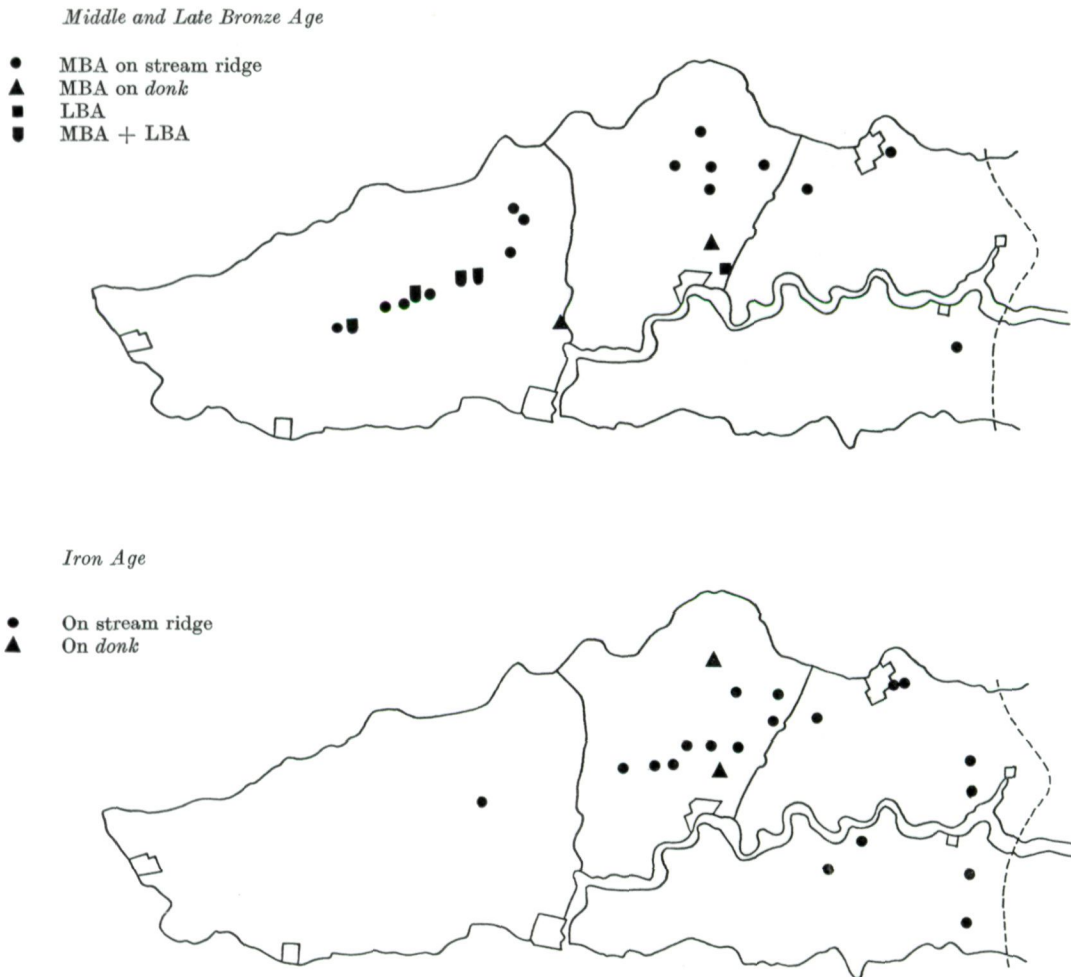 Middle and Late Bronze Age
MBA on stream ridge
MBA on donk
LBA
MBA + LBA
Iron Age
On stream ridge
On donk